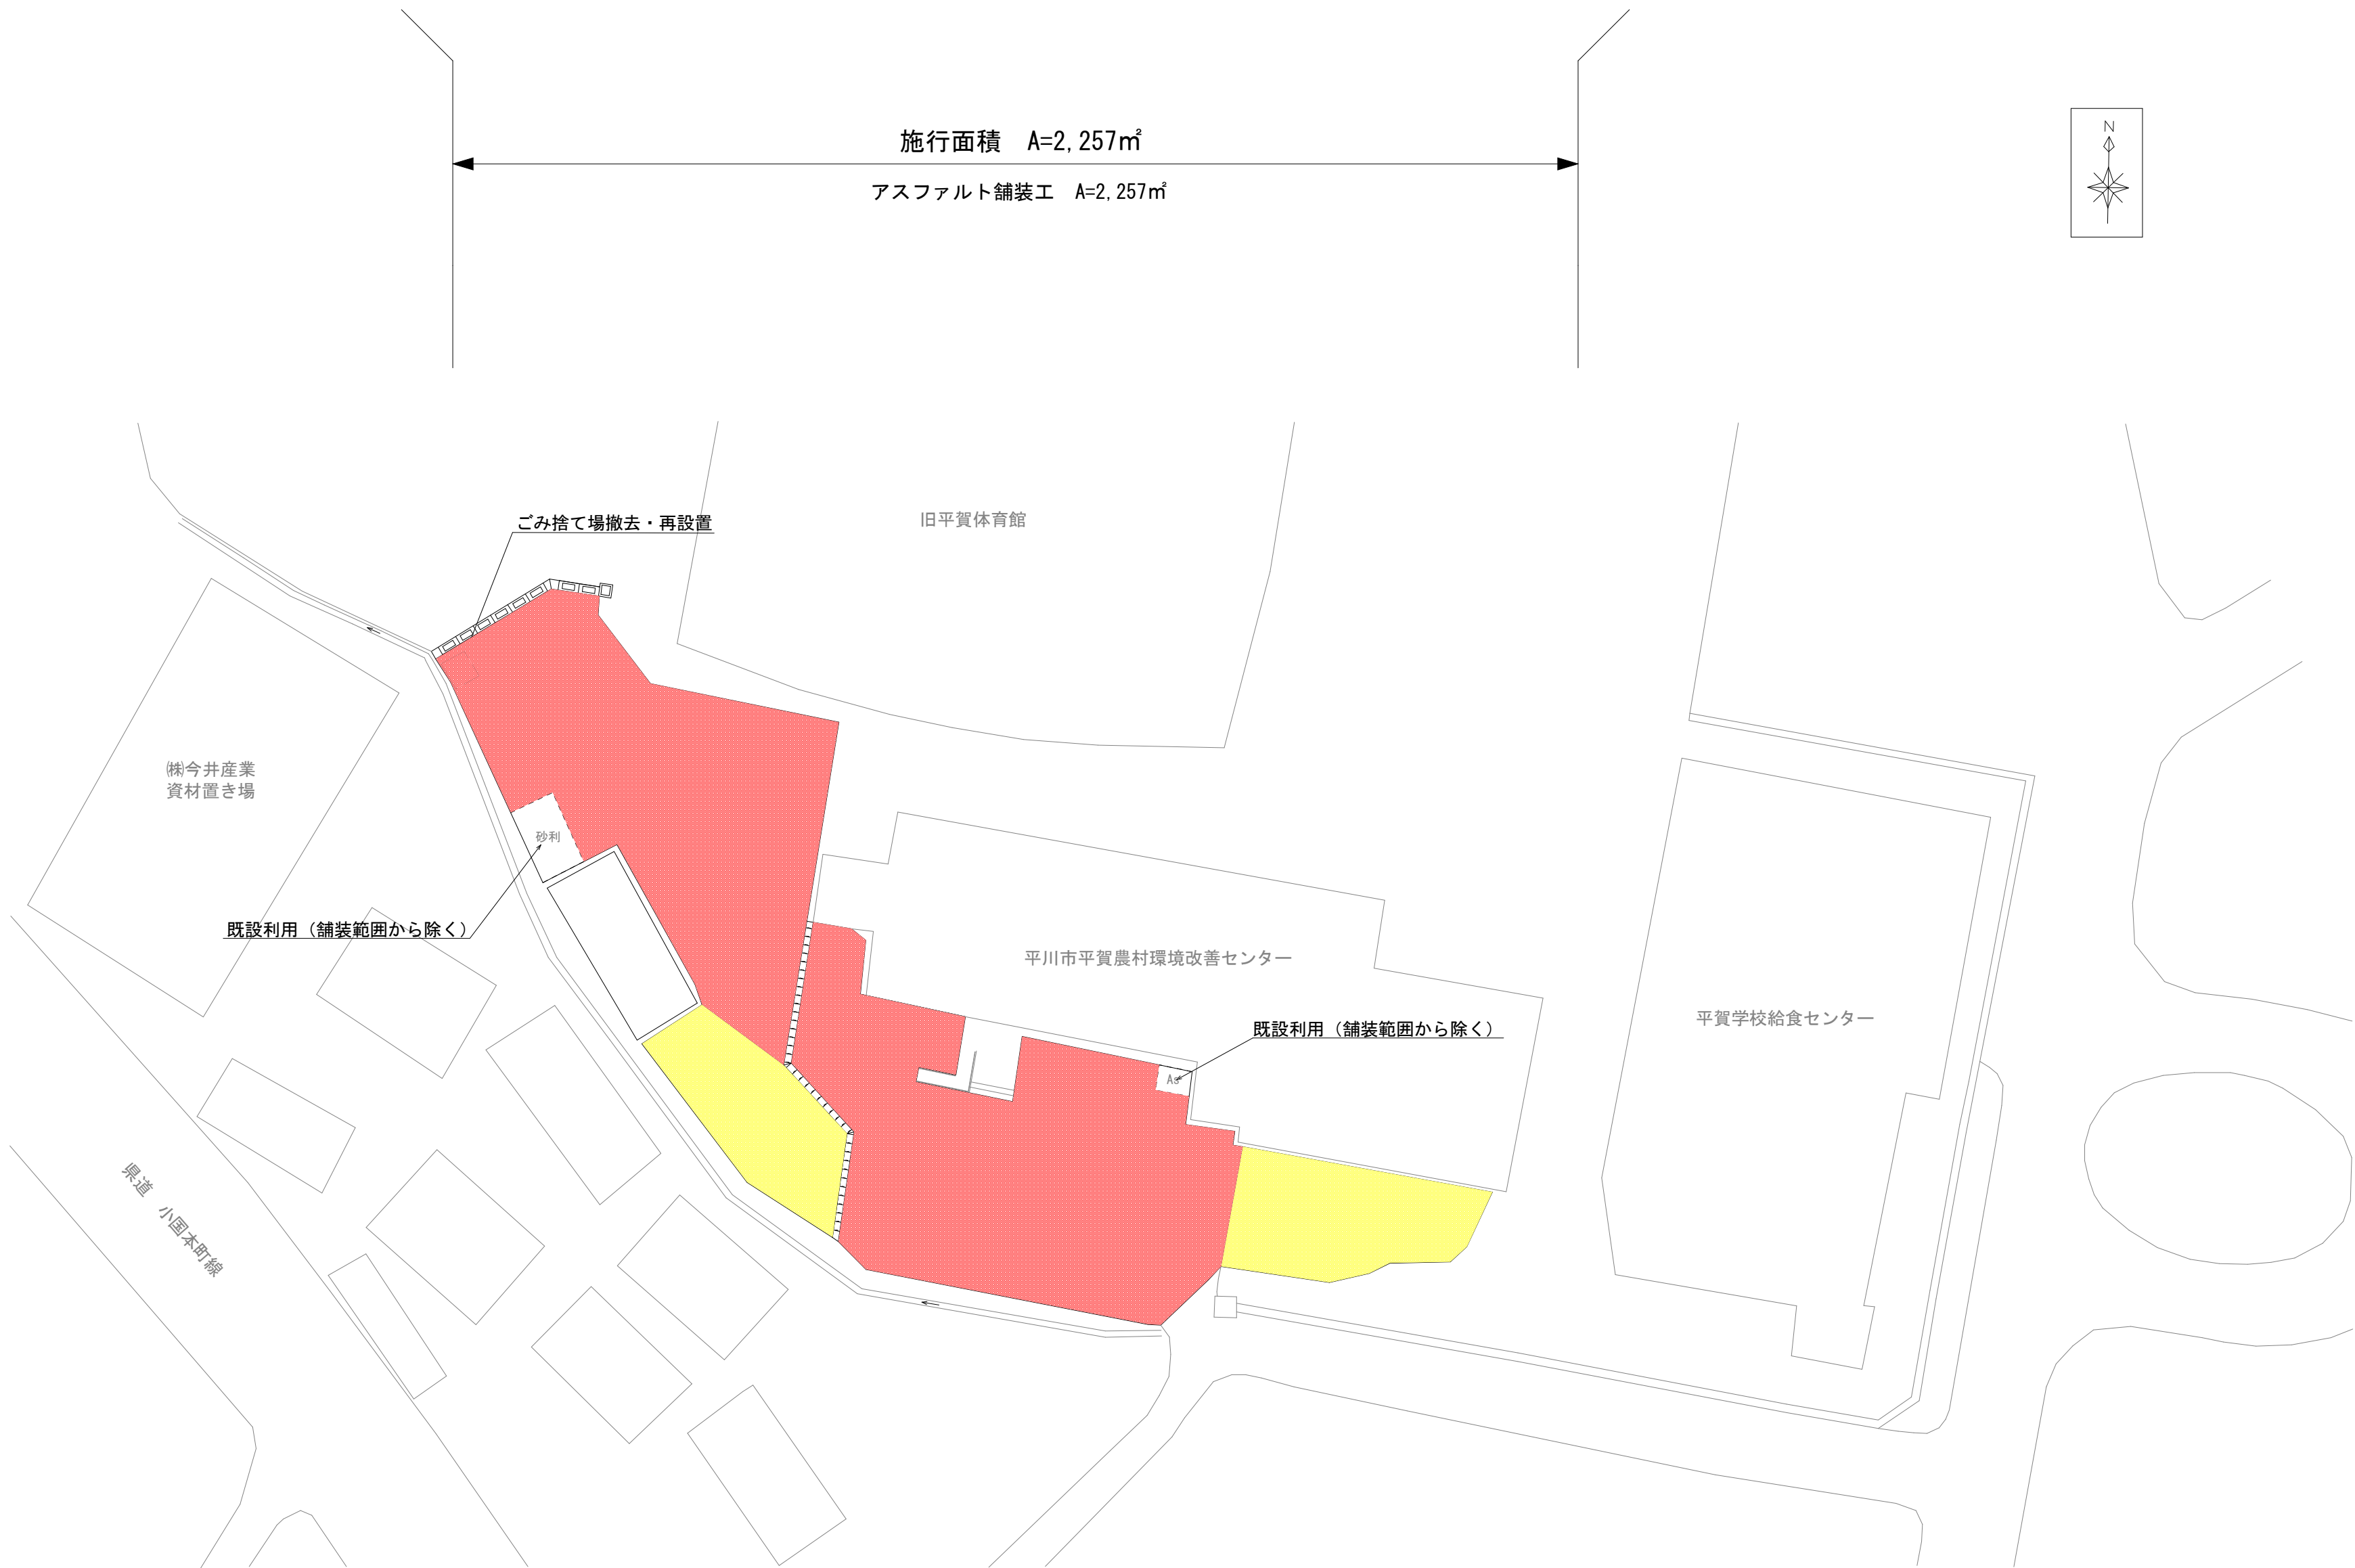 施行面積　A=2,257㎡
アスファルト舗装工　A=2,257㎡
N
ごみ捨て場撤去・再設置
旧平賀体育館
㈱今井産業
資材置き場
砂利
既設利用（舗装範囲から除く）
平川市平賀農村環境改善センター
既設利用（舗装範囲から除く）
As
平賀学校給食センター
県道　小国本町線